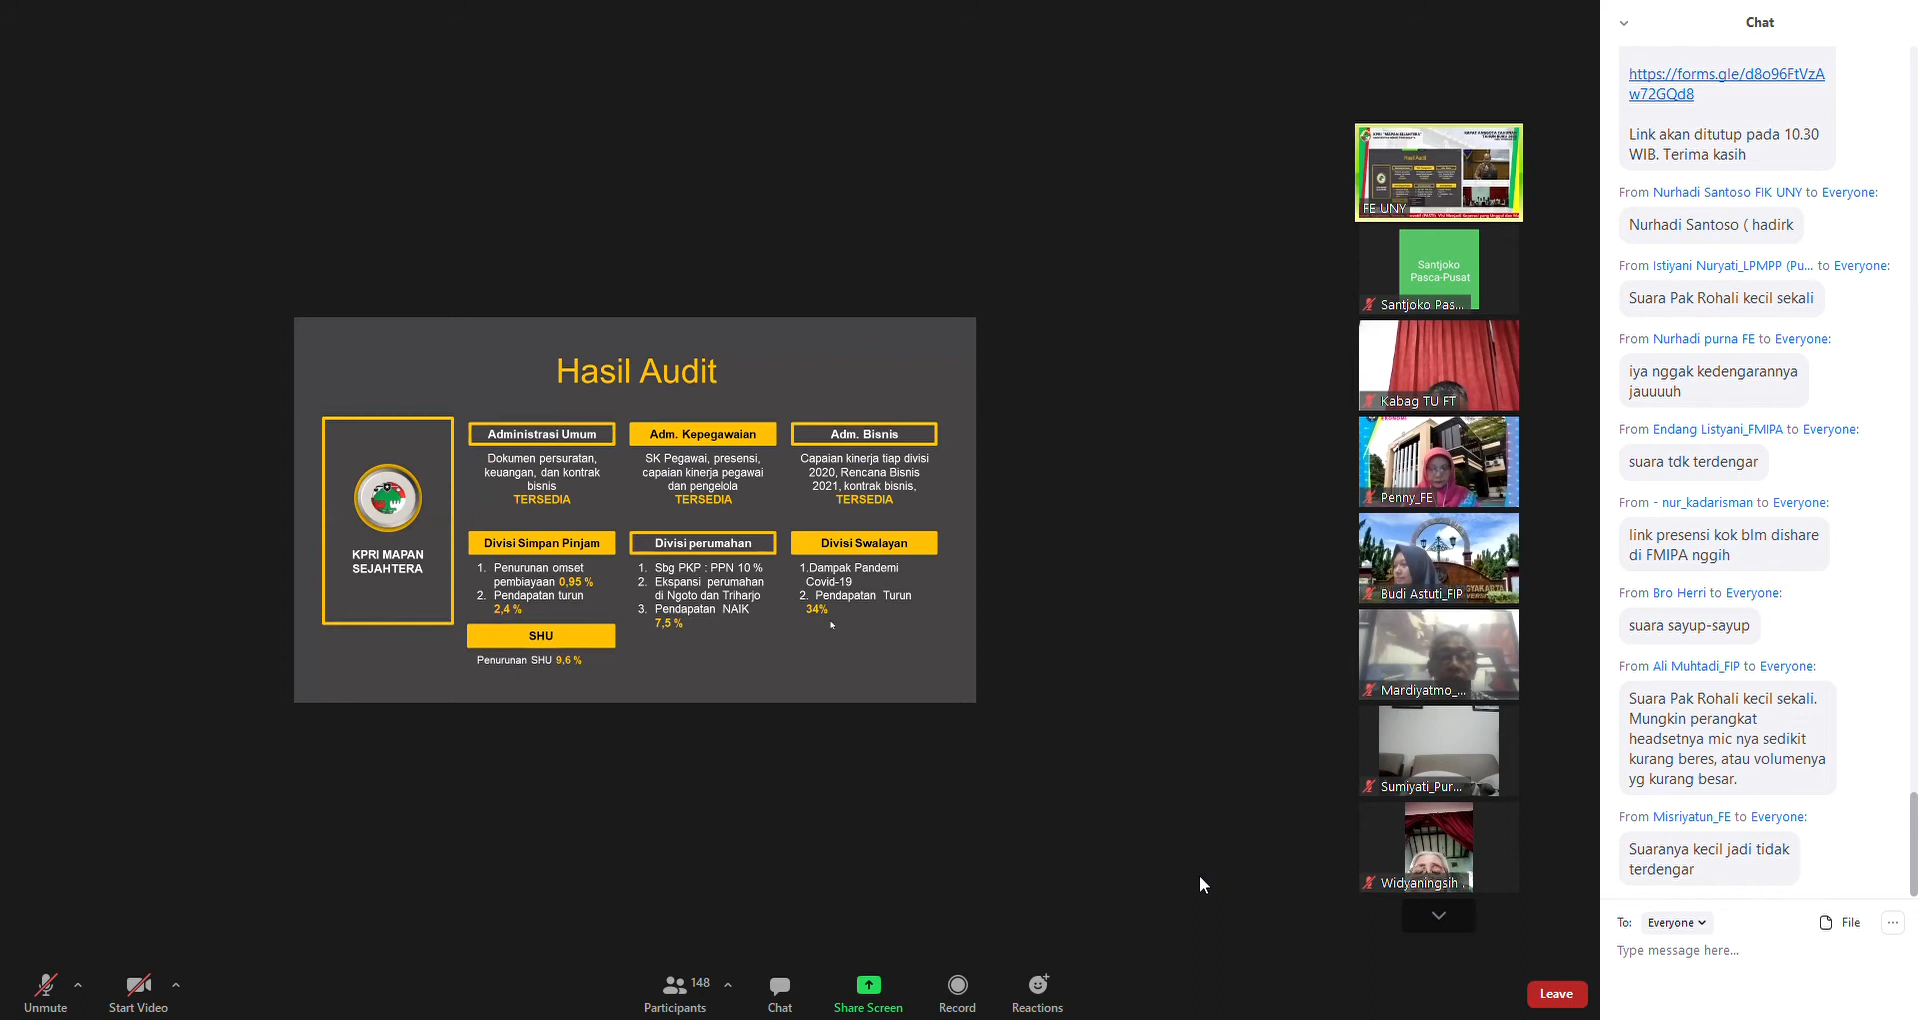 Hasil Audit
KPRI MAPAN
SEJAHTERA
Administrasi Umum
Dokumen persuratan,
keuangan, dan kontrak
bisnis
TERSEDIA
Adm. Kepegawaian
SK Pegawai, presensi,
capaian kinerja pegawai
dan pengelola
TERSEDIA
Adm. Bisnis
Capaian kinerja tiap divisi
2020, Rencana Bisnis
2021, kontrak bisnis,
TERSEDIA
Divisi Simpan Pinjam
1. Penurunan omset
pembiayaan 0,95 %
2. Pendapatan turun
2,4 %
Divisi perumahan
1. Sbg PKP : PPN 10 %
2. Ekspansi perumahan
di Ngoto dan Triharjo
3. Pendapatan NAIK
7,5 %
Divisi Swalayan
1.Dampak Pandemi
Covid-19
2. Pendapatan Turun
34%
SHU
Penurunan SHU 9,6 %
KPRI "MAPAN SEJAHTERA"
Hasil Audit
FE UNY
Santjoko
Pasca-Pusat
Santjoko Pas...
Kabag TU FT
Penny_FE
Budi Astuti_FIP
Mardiyatmo_...
Sumiyati_Pur...
Widyaningsih .
Chat
https://forms.gle/d8o96FtVzA
w72GQd8
Link akan ditutup pada 10.30
WIB. Terima kasih
From Nurhadi Santoso FIK UNY to Everyone:
Nurhadi Santoso ( hadirk
From Istiyani Nuryati_LPMPP (Pu... to Everyone:
Suara Pak Rohali kecil sekali
From Nurhadi purna FE to Everyone:
iya nggak kedengarannya
jauuuuh
From Endang Listyani_FMIPA to Everyone:
suara tdk terdengar
From - nur_kadarisman to Everyone:
link presensi kok blm dishare
di FMIPA nggih
From Bro Herri to Everyone:
suara sayup-sayup
From Ali Muhtadi_FIP to Everyone:
Suara Pak Rohali kecil sekali.
Mungkin perangkat
headsetnya mic nya sedikit
kurang beres, atau volumenya
yg kurang besar.
From Misriyatun_FE to Everyone:
Suaranya kecil jadi tidak
terdengar
To: Everyone
File
...
Type message here...
Unmute
Start Video
Participants
148
Chat
Share Screen
Record
Reactions
Leave